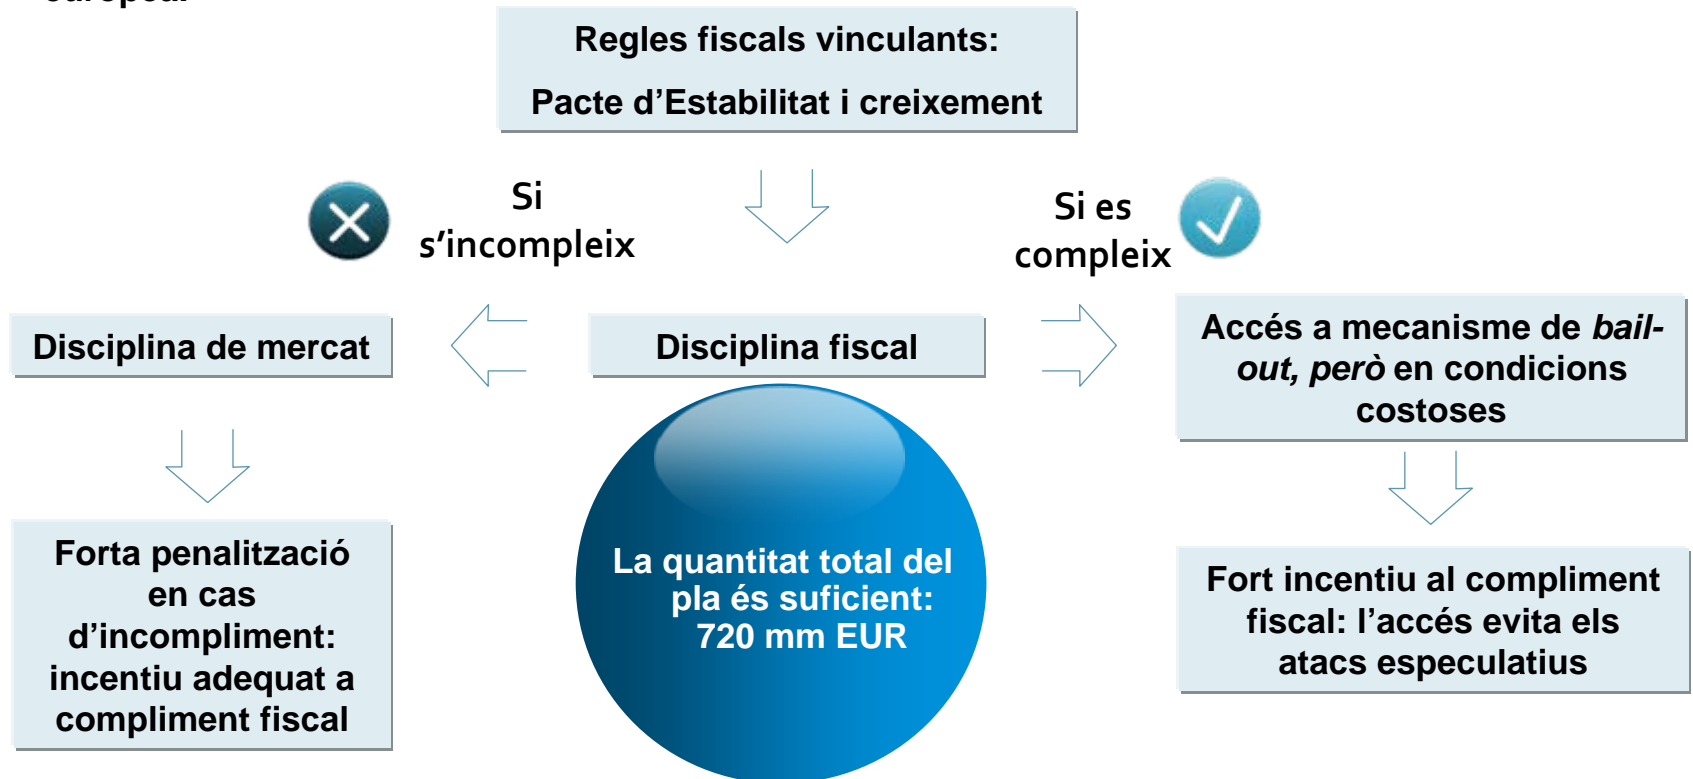 Regles fiscals vinculants:
Pacte d’Estabilitat i creixement
Si
s’incompleix
Si es
compleix
Disciplina de mercat
Disciplina fiscal
Accés a mecanisme de bail-
out, però en condicions
costoses
Forta penalització
en cas
d’incompliment:
incentiu adequat a
compliment fiscal
La quantitat total del
pla és suficient:
720 mm EUR
Fort incentiu al compliment
fiscal: l’accés evita els
atacs especulatius